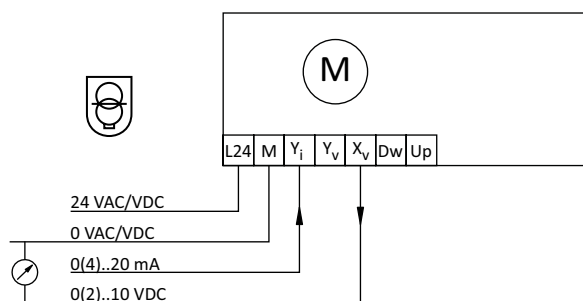 M
L24 M Yi Yv Xv Dw Up
24 VAC/VDC
0 VAC/VDC
0(4)..20 mA
0(2)..10 VDC